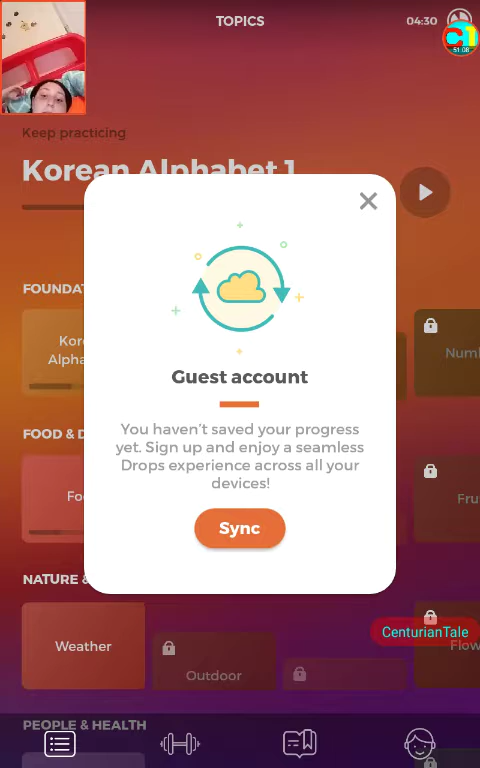 TOPICS
04:30
51:08
Keep practicing
Korean Alphabet 1
FOUNDAT
Kor
Alpha
Numb
Guest account
You haven't saved your progress
yet. Sign up and enjoy a seamless
Drops experience across all your
devices!
Sync
FOOD & D
Foo
Fru
NATURE &
Weather
Outdoor
CenturianTale
Flow
PEOPLE & HEALTH